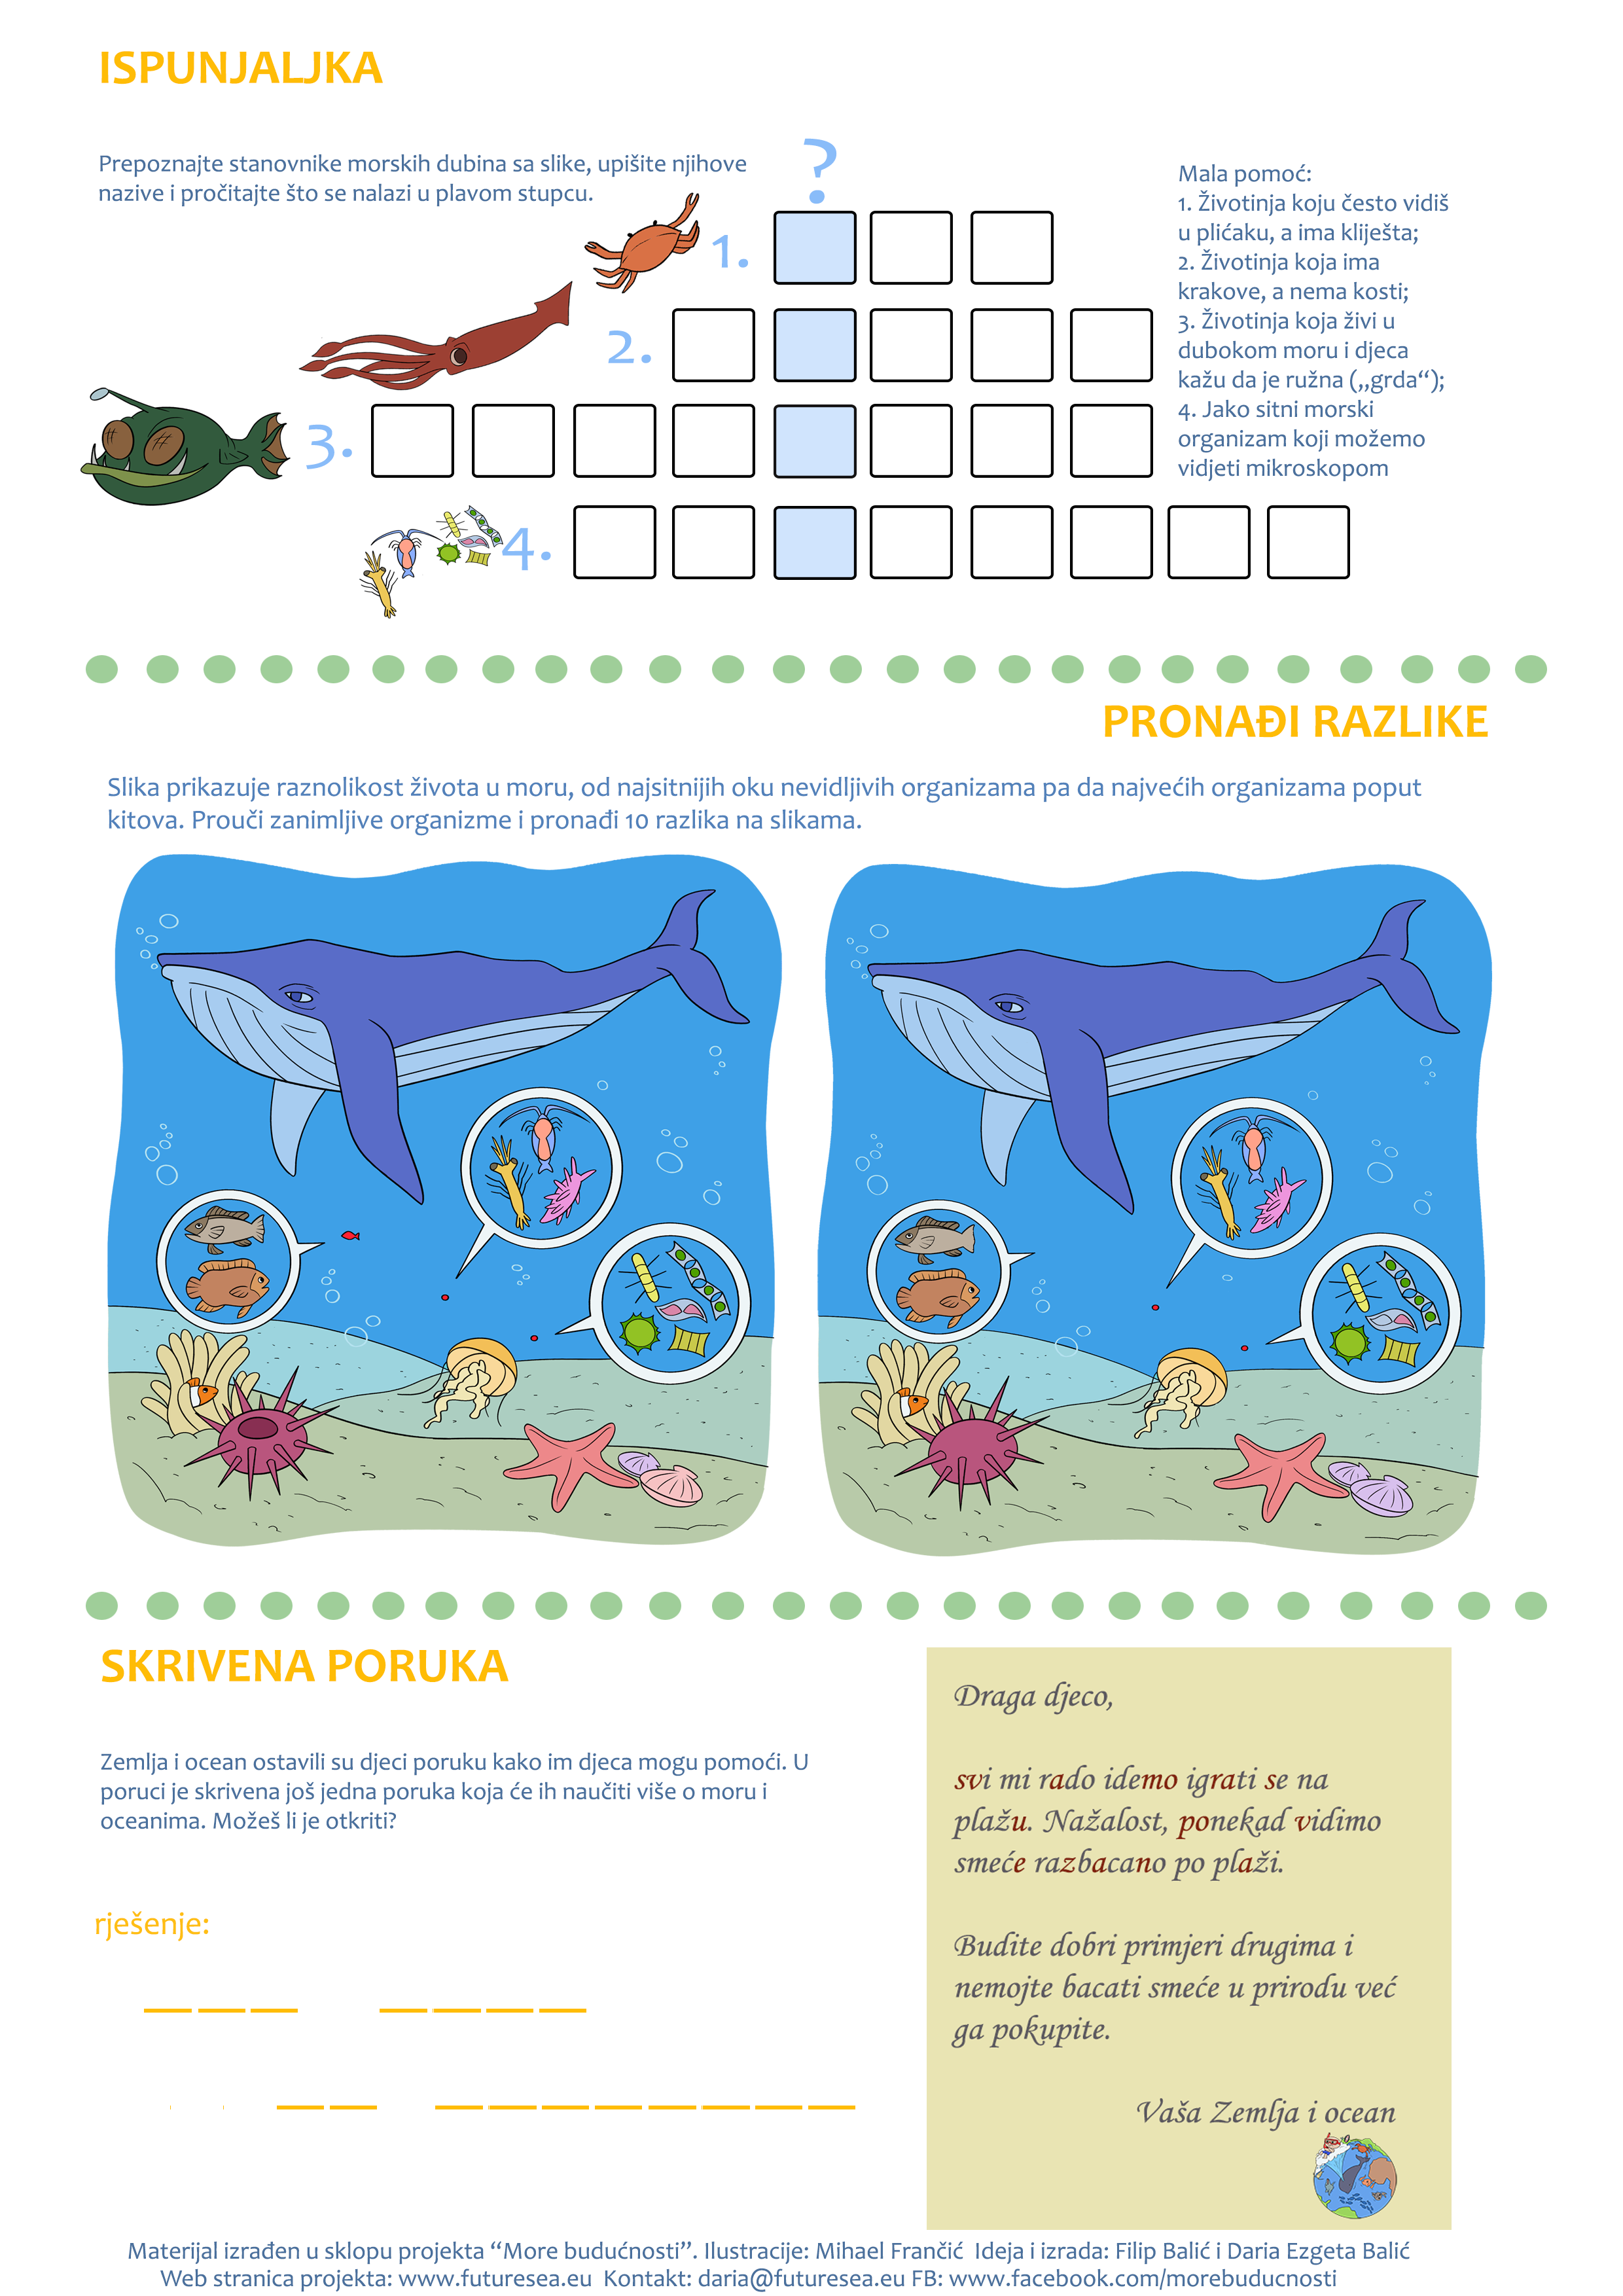 ISPUNJALJKA
Prepoznajte stanovnike morskih dubina sa slike, upišite njihove
nazive i pročitajte što se nalazi u plavom stupcu.
?
1.
2.
3.
4.
Mala pomoć:
1. Životinja koju često vidiš
u plićaku, a ima kliješta;
2. Životinja koja ima
krakove, a nema kosti;
3. Životinja koja živi u
dubokom moru i djeca
kažu da je ružna („grda“);
4. Jako sitni morski
organizam koji možemo
vidjeti mikroskopom
PRONAĐI RAZLIKE
Slika prikazuje raznolikost života u moru, od najsitnijih oku nevidljivih organizama pa da najvećih organizama poput
kitova. Prouči zanimljive organizme i pronađi 10 razlika na slikama.
SKRIVENA PORUKA
Zemlja i ocean ostavili su djeci poruku kako im djeca mogu pomoći. U
poruci je skrivena još jedna poruka koja će ih naučiti više o moru i
oceanima. Možeš li je otkriti?
rješenje:
Draga djeco,
svi mi rado idemo igrati se na
plažu. Nažalost, ponekad vidimo
smeće razbacano po plaži.
Budite dobri primjeri drugima i
nemojte bacati smeće u prirodu već
ga pokupite.
Vaša Zemlja i ocean
Materijal izrađen u sklopu projekta “More budućnosti”. Ilustracije: Mihael Frančić Ideja i izrada: Filip Balić i Daria Ezgeta Balić
Web stranica projekta: www.futuresea.eu Kontakt: daria@futuresea.eu FB: www.facebook.com/morebuducnosti